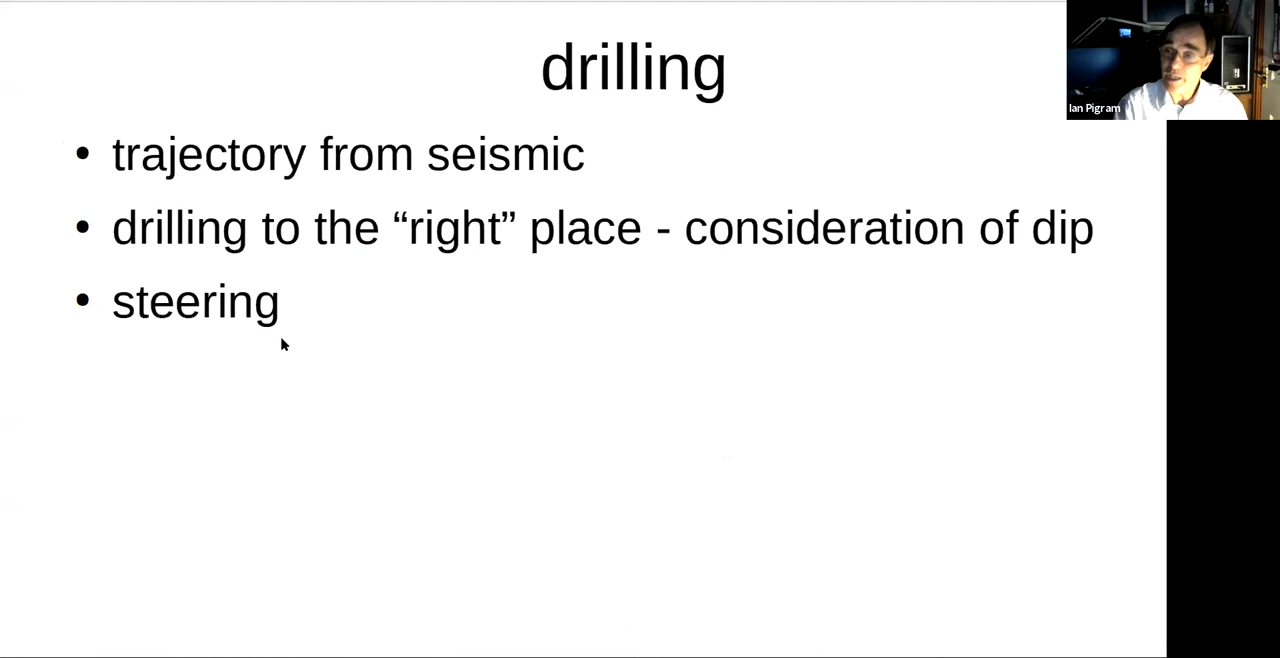 drilling
Ian Pigram
• trajectory from seismic
• drilling to the “right” place - consideration of dip
• steering